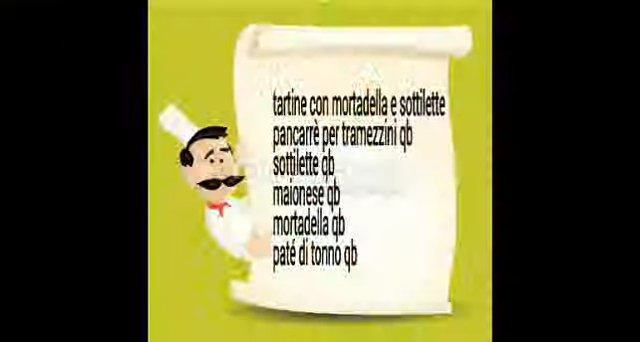 tartine con mortadella e sottilette
pancarrè per tramezzini qb
sottilette qb
maionese qb
mortadella qb
paté di tonno qb